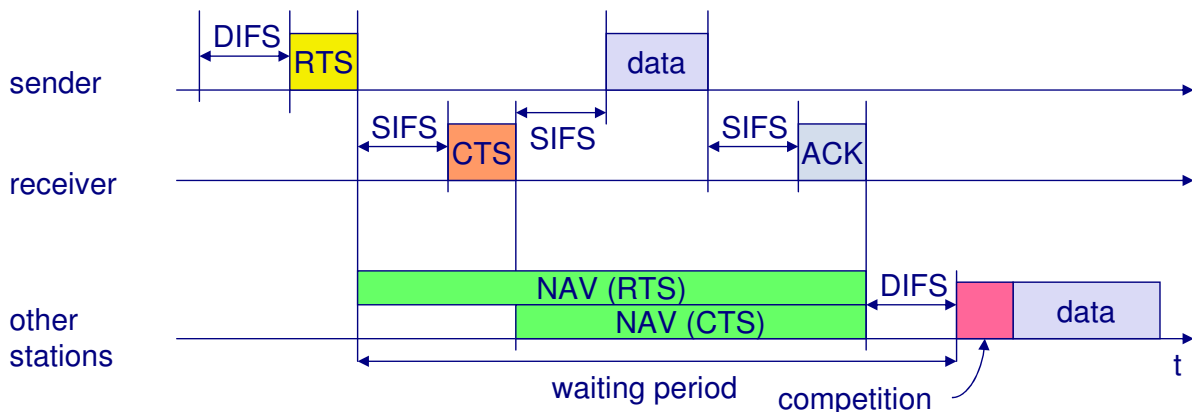 DIFS
RTS
data
sender
SIFS
CTS
SIFS
SIFS
ACK
receiver
NAV (RTS)
DIFS
NAV (CTS)
data
other
stations
t
waiting period
competition